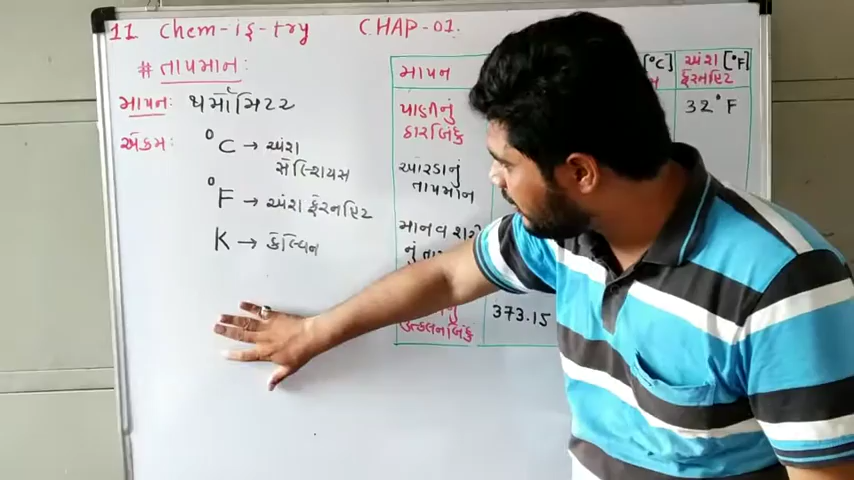 11 Chem-is-try CHAP-01.
# તાપમાન
માપન: થર્મોમિટર
એકમ: °C → અંશ
સેલ્શિયસ
°F → અંશ ફેરનહિટ
K → કેલ્વિન
માપન [°C] અંશ [°F]
ફેરનહિટ
પાણીનું 32°F
ઠારબિંદુ
ઓરડાનું
તાપમાન
માનવ
373.15
ઉત્કલનબિંદુ